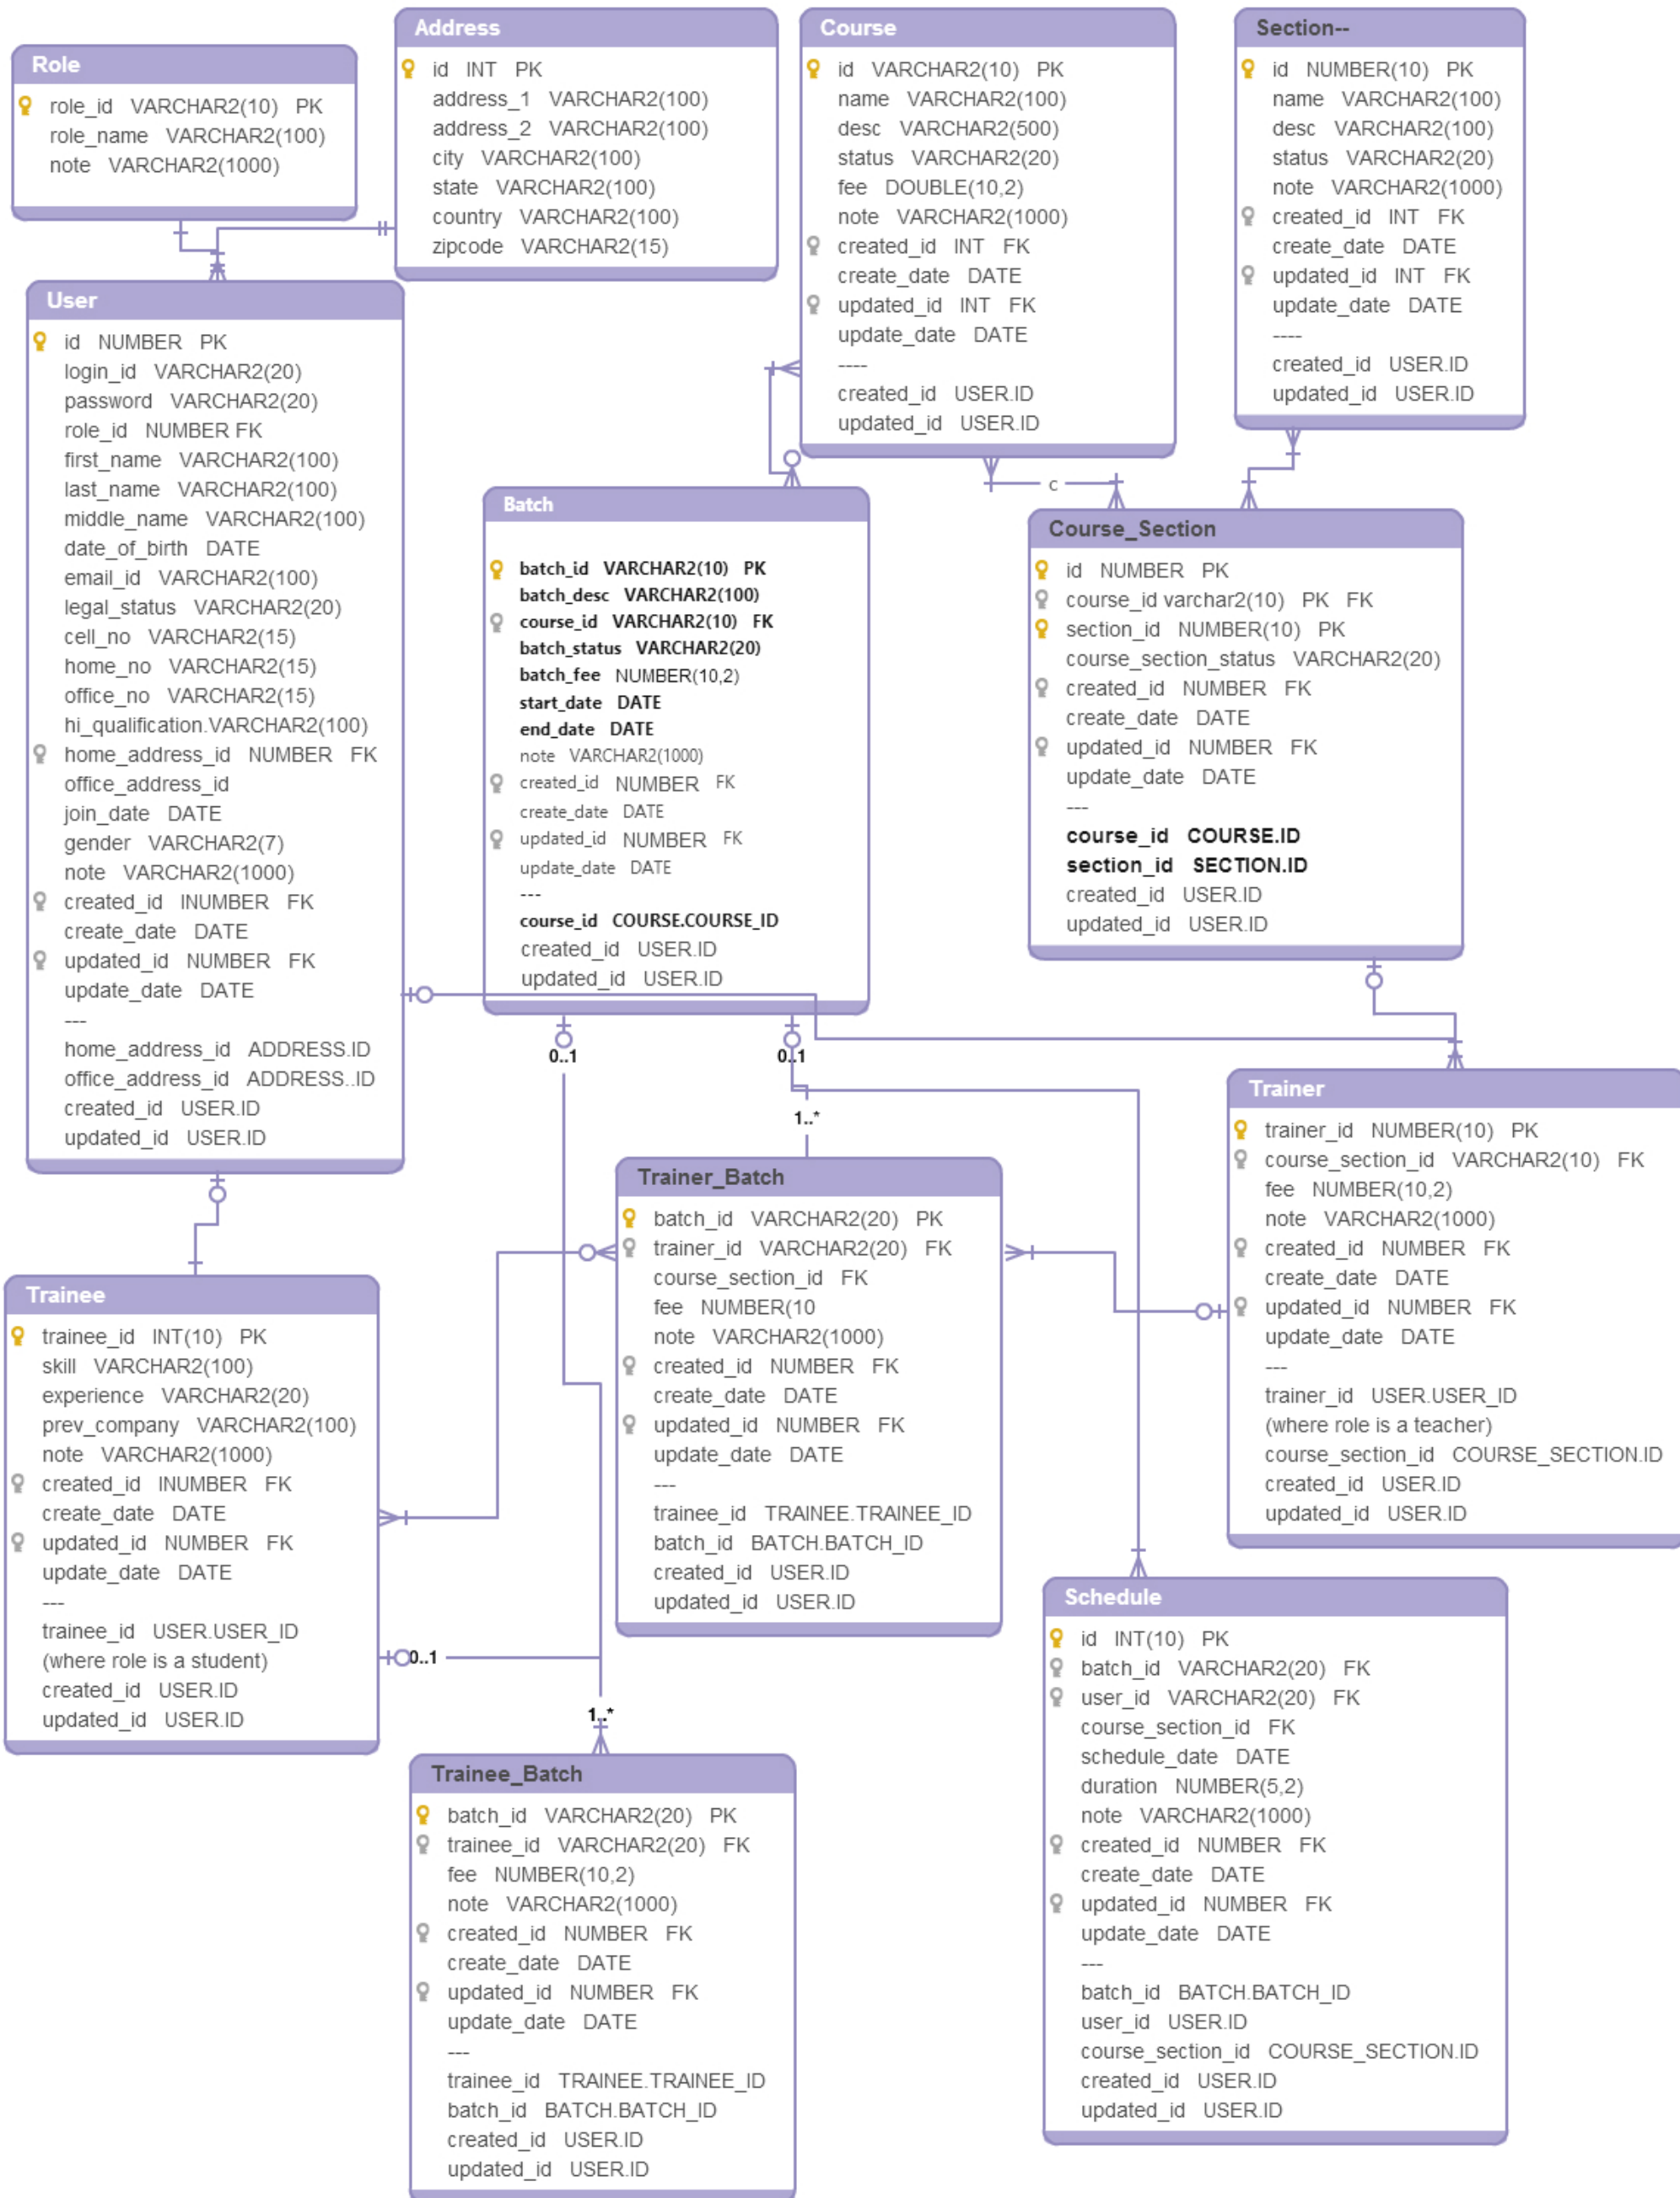 Role
role_id VARCHAR2(10) PK
role_name VARCHAR2(100)
note VARCHAR2(1000)
Address
id INT PK
address_1 VARCHAR2(100)
address_2 VARCHAR2(100)
city VARCHAR2(100)
state VARCHAR2(100)
country VARCHAR2(100)
zipcode VARCHAR2(15)
Course
id VARCHAR2(10) PK
name VARCHAR2(100)
desc VARCHAR2(500)
status VARCHAR2(20)
fee DOUBLE(10,2)
note VARCHAR2(1000)
created_id INT FK
create_date DATE
updated_id INT FK
update_date DATE
----
created_id USER.ID
updated_id USER.ID
Section--
id NUMBER(10) PK
name VARCHAR2(100)
desc VARCHAR2(100)
status VARCHAR2(20)
note VARCHAR2(1000)
created_id INT FK
create_date DATE
updated_id INT FK
update_date DATE
----
created_id USER.ID
updated_id USER.ID
User
id NUMBER PK
login_id VARCHAR2(20)
password VARCHAR2(20)
role_id NUMBER FK
first_name VARCHAR2(100)
last_name VARCHAR2(100)
middle_name VARCHAR2(100)
date_of_birth DATE
email_id VARCHAR2(100)
legal_status VARCHAR2(20)
cell_no VARCHAR2(15)
home_no VARCHAR2(15)
office_no VARCHAR2(15)
hi_qualification.VARCHAR2(100)
home_address_id NUMBER FK
office_address_id
join_date DATE
gender VARCHAR2(7)
note VARCHAR2(1000)
created_id INUMBER FK
create_date DATE
updated_id NUMBER FK
update_date DATE
---
home_address_id ADDRESS.ID
office_address_id ADDRESS..ID
created_id USER.ID
updated_id USER.ID
Batch
batch_id VARCHAR2(10) PK
batch_desc VARCHAR2(100)
course_id VARCHAR2(10) FK
batch_status VARCHAR2(20)
batch_fee NUMBER(10,2)
start_date DATE
end_date DATE
note VARCHAR2(1000)
created_id NUMBER FK
create_date DATE
updated_id NUMBER FK
update_date DATE
---
course_id COURSE.COURSE_ID
created_id USER.ID
updated_id USER.ID
c
Course_Section
id NUMBER PK
course_id varchar2(10) PK FK
section_id NUMBER(10) PK
course_section_status VARCHAR2(20)
created_id NUMBER FK
create_date DATE
updated_id NUMBER FK
update_date DATE
---
course_id COURSE.ID
section_id SECTION.ID
created_id USER.ID
updated_id USER.ID
0..1
0..1
1..*
Trainer
trainer_id NUMBER(10) PK
course_section_id VARCHAR2(10) FK
fee NUMBER(10,2)
note VARCHAR2(1000)
created_id NUMBER FK
create_date DATE
updated_id NUMBER FK
update_date DATE
---
trainer_id USER.USER_ID
(where role is a teacher)
course_section_id COURSE_SECTION.ID
created_id USER.ID
updated_id USER.ID
Trainer_Batch
batch_id VARCHAR2(20) PK
trainer_id VARCHAR2(20) FK
course_section_id FK
fee NUMBER(10
note VARCHAR2(1000)
created_id NUMBER FK
create_date DATE
updated_id NUMBER FK
update_date DATE
---
trainee_id TRAINEE.TRAINEE_ID
batch_id BATCH.BATCH_ID
created_id USER.ID
updated_id USER.ID
Trainee
trainee_id INT(10) PK
skill VARCHAR2(100)
experience VARCHAR2(20)
prev_company VARCHAR2(100)
note VARCHAR2(1000)
created_id INUMBER FK
create_date DATE
updated_id NUMBER FK
update_date DATE
---
trainee_id USER.USER_ID
(where role is a student)
created_id USER.ID
updated_id USER.ID
0..1
1..*
Schedule
id INT(10) PK
batch_id VARCHAR2(20) FK
user_id VARCHAR2(20) FK
course_section_id FK
schedule_date DATE
duration NUMBER(5,2)
note VARCHAR2(1000)
created_id NUMBER FK
create_date DATE
updated_id NUMBER FK
update_date DATE
---
batch_id BATCH.BATCH_ID
user_id USER.ID
course_section_id COURSE_SECTION.ID
created_id USER.ID
updated_id USER.ID
Trainee_Batch
batch_id VARCHAR2(20) PK
trainee_id VARCHAR2(20) FK
fee NUMBER(10,2)
note VARCHAR2(1000)
created_id NUMBER FK
create_date DATE
updated_id NUMBER FK
update_date DATE
---
trainee_id TRAINEE.TRAINEE_ID
batch_id BATCH.BATCH_ID
created_id USER.ID
updated_id USER.ID